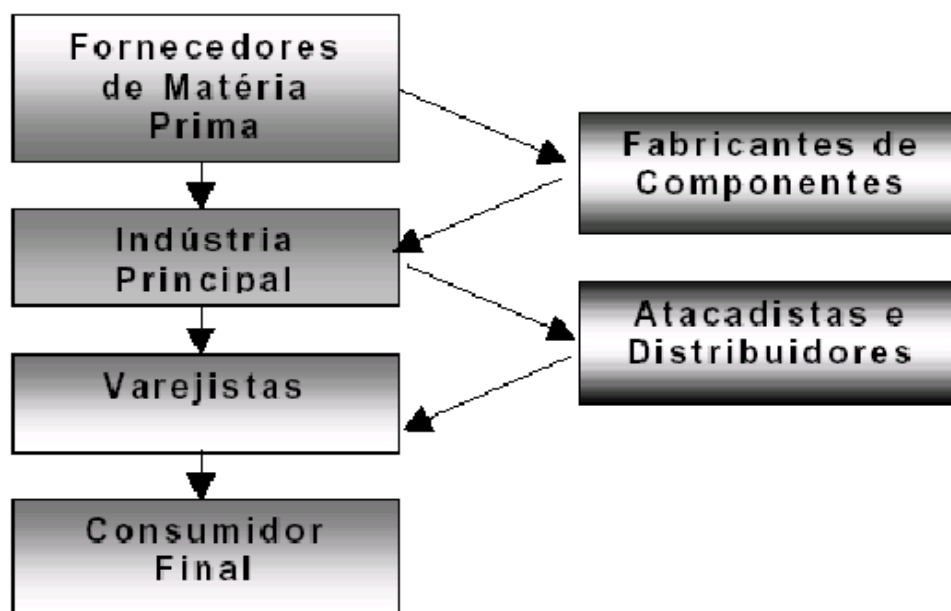 Fornecedores
de Matéria
Prima
Fabricantes de
Componentes
Indústria
Principal
Atacadistas e
Distribuidores
Varejistas
Consumidor
Final